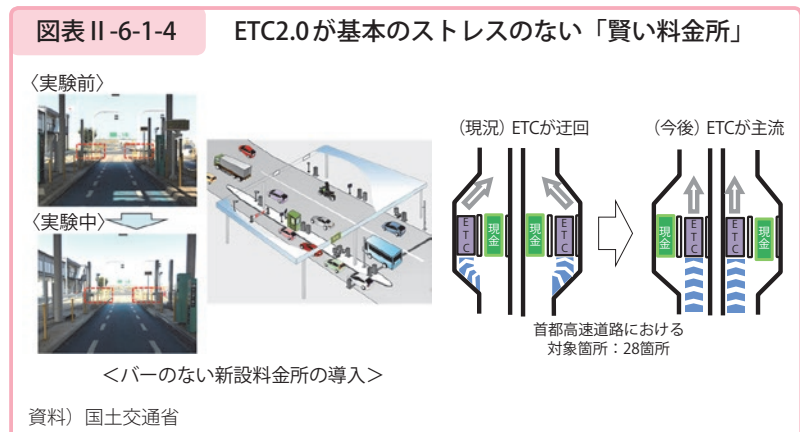 図表Ⅱ-6-1-4 ETC2.0が基本のストレスのない「賢い料金所」
〈実験前〉
〈実験中〉
＜バーのない新設料金所の導入＞
（現況）ETCが迂回
ETC
現金
現金
ETC
（今後）ETCが主流
現金
ETC
ETC
現金
首都高速道路における
対象箇所：28箇所
資料）国土交通省